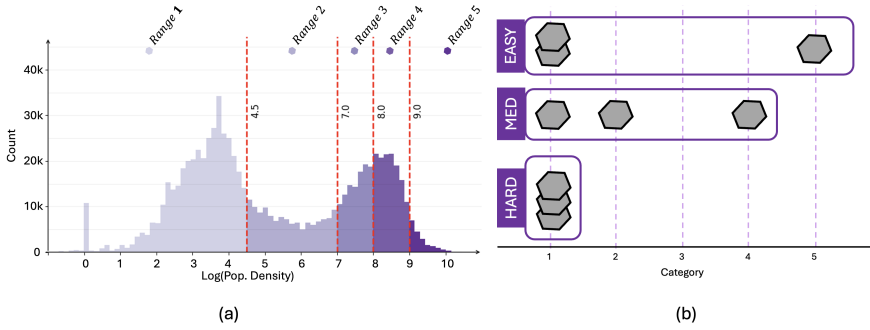 Range 1
Range 2
Range 3
Range 4
Range 5
40k
30k
20k
10k
0
Count
4.5
7.0
8.0
9.0
0 1 2 3 4 5 6 7 8 9 10
Log(Pop. Density)
(a)
EASY
MED
HARD
1 2 3 4 5
Category
(b)